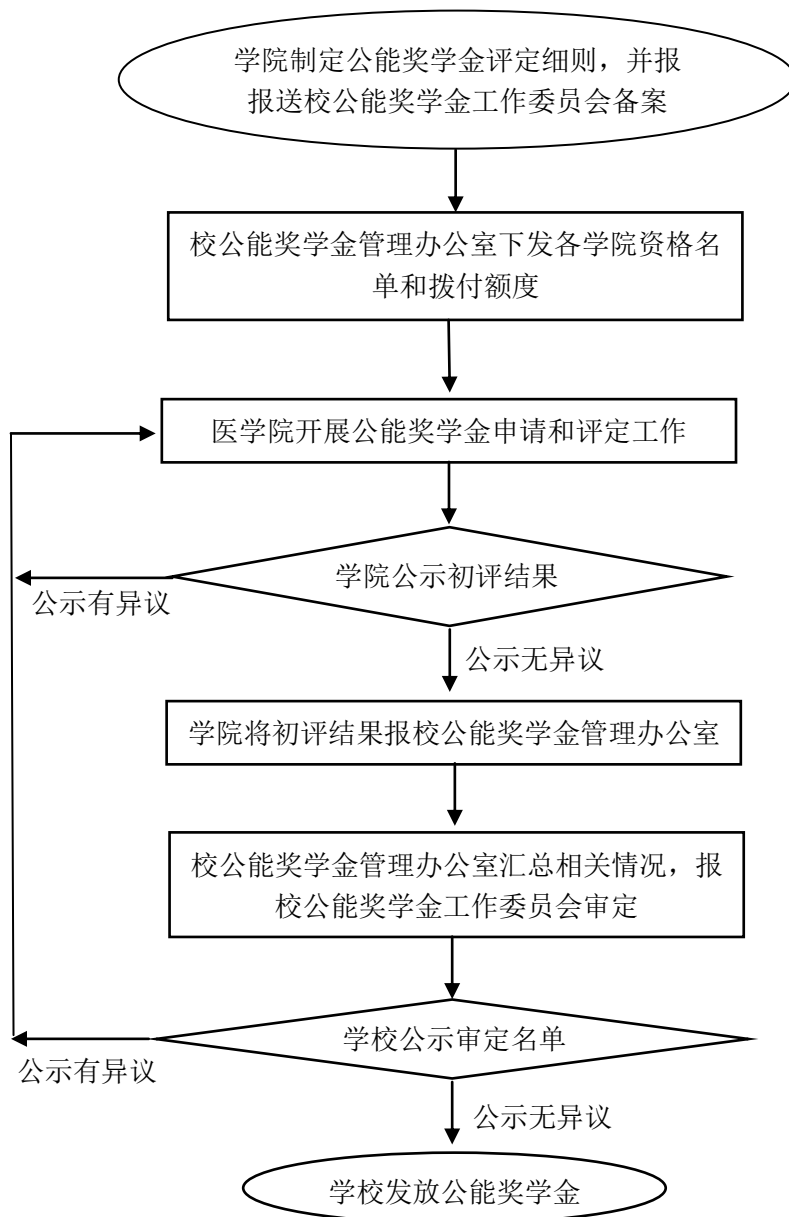 学院制定公能奖学金评定细则，并报
报送校公能奖学金工作委员会备案
校公能奖学金管理办公室下发各学院资格名
单和拨付额度
医学院开展公能奖学金申请和评定工作
学院公示初评结果
公示有异议
公示无异议
学院将初评结果报校公能奖学金管理办公室
校公能奖学金管理办公室汇总相关情况，报
校公能奖学金工作委员会审定
学校公示审定名单
公示有异议
公示无异议
学校发放公能奖学金